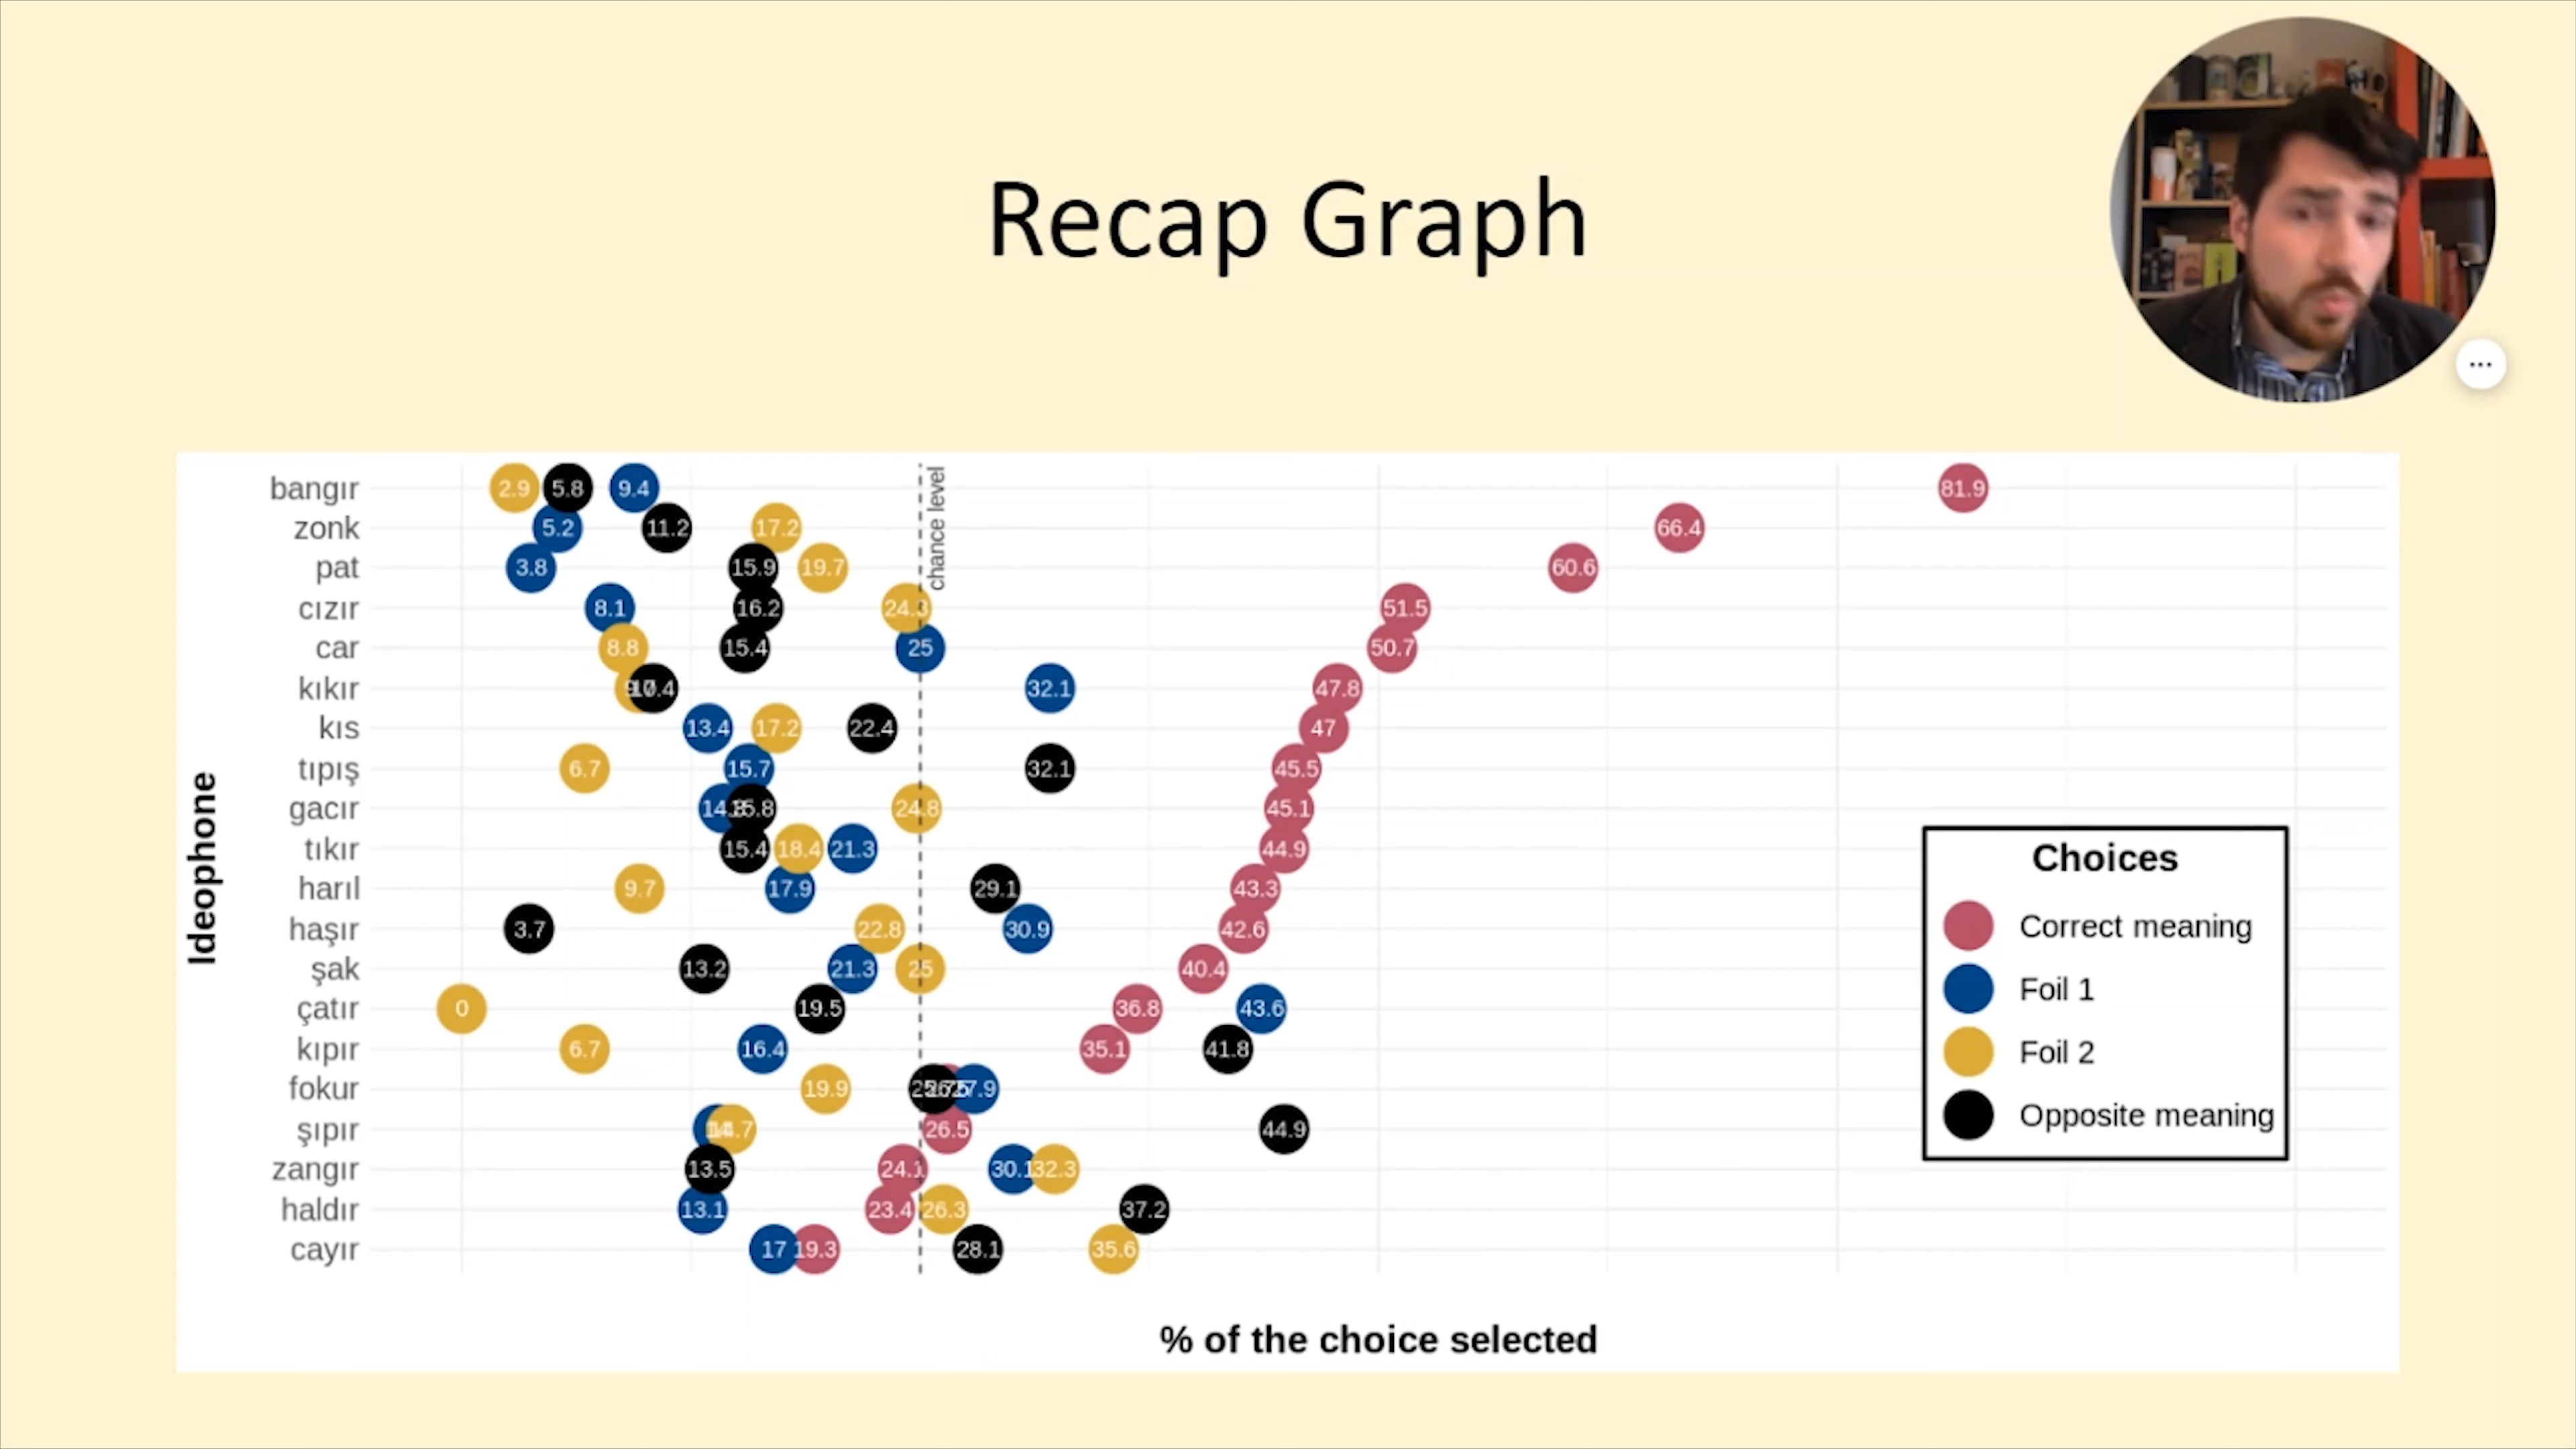 Recap Graph
chance level
bangır 2.9 5.8 9.4 81.9
zonk 5.2 11.2 17.2 66.4
pat 3.8 15.9 19.7 60.6
cızır 8.1 16.2 24.3 51.5
car 8.8 15.4 25 50.7
kıkır 32.1 47.8
kıs 13.4 17.2 22.4 47
tıpış 6.7 15.7 32.1 45.5
gacır 24.8 45.1
tıkır 15.4 18.4 21.3 44.9
harıl 9.7 17.9 29.1 43.3
haşır 3.7 22.8 30.9 42.6
şak 13.2 21.3 25 40.4
çatır 0 19.5 36.8 43.6
kıpır 6.7 16.4 35.1 41.8
fokur 19.9
şıpır 26.5 44.9
zangır 13.5 24.1 30.1 32.3
haldır 13.1 23.4 26.3 37.2
cayır 17 19.3 28.1 35.6
Ideophone
% of the choice selected
Choices
Correct meaning
Foil 1
Foil 2
Opposite meaning